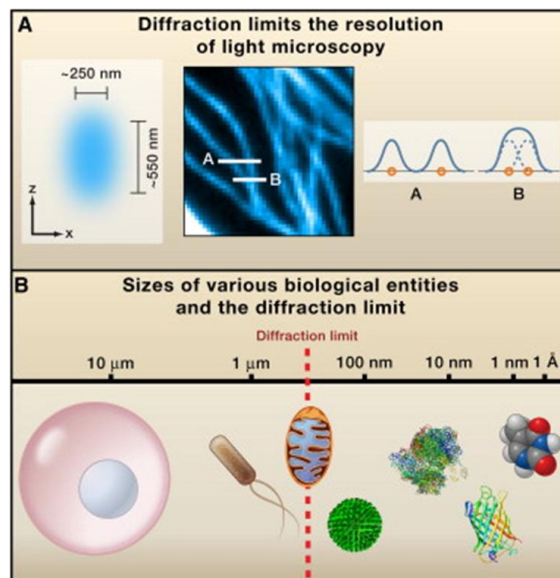 A
Diffraction limits the resolution
of light microscopy
~250 nm
~550 nm
z
x
A
B
A
B
B
Sizes of various biological entities
and the diffraction limit
Diffraction limit
10 μm 1 μm 100 nm 10 nm 1 nm 1 Å